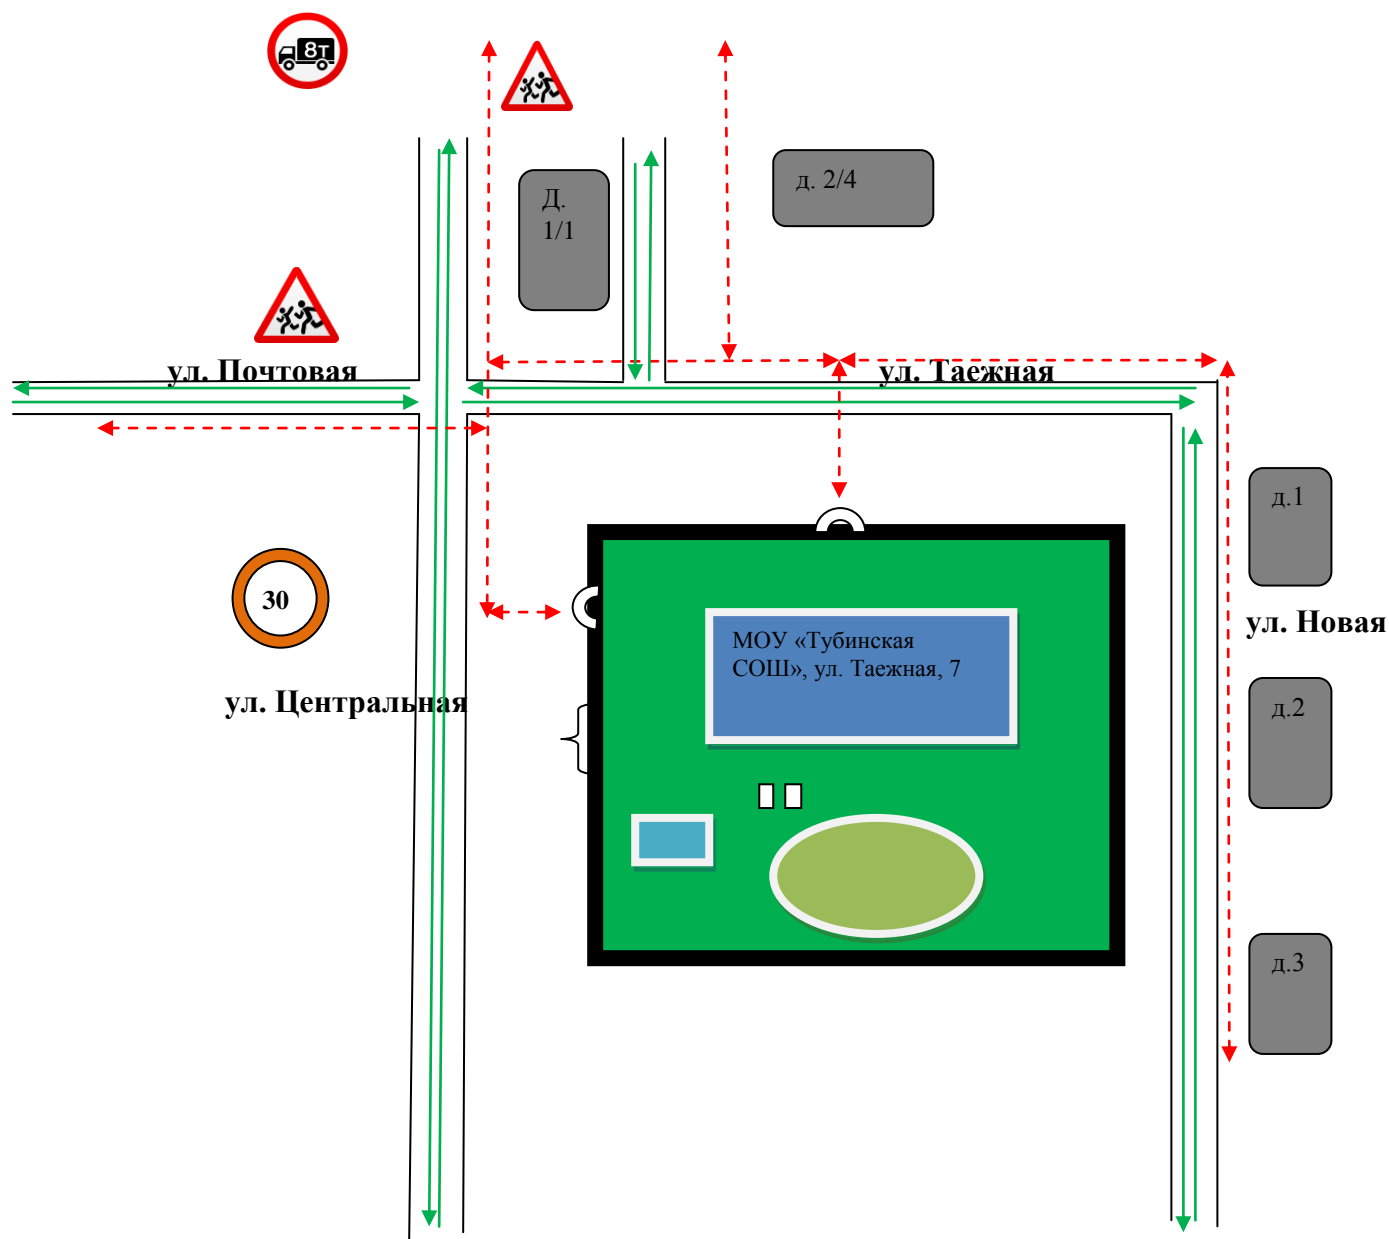 8т
Д.
1/1
д. 2/4
ул. Почтовая
ул. Таежная
д.1
30
ул. Новая
МОУ «Тубинская
СОШ», ул. Таежная, 7
ул. Центральная
д.2
д.3